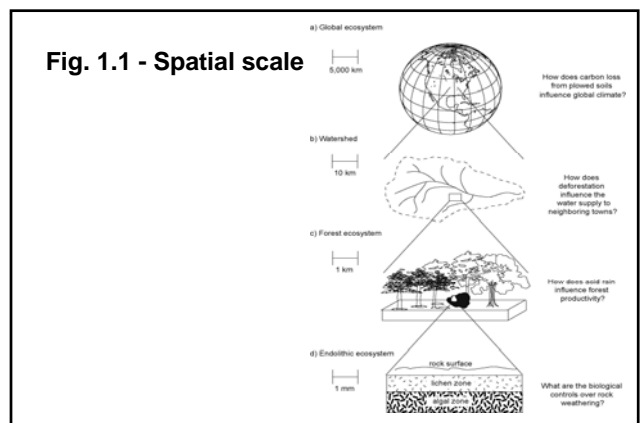 Fig. 1.1 - Spatial scale
a) Global ecosystem
5,000 km
How does carbon loss
from plowed soils
influence global climate?
b) Watershed
10 km
How does
deforestation
influence the
water supply to
neighboring towns?
c) Forest ecosystem
1 km
How does acid rain
influence forest
productivity?
d) Endolithic ecosystem
1 mm
rock surface
lichen zone
algal zone
What are the biological
controls over rock
weathering?